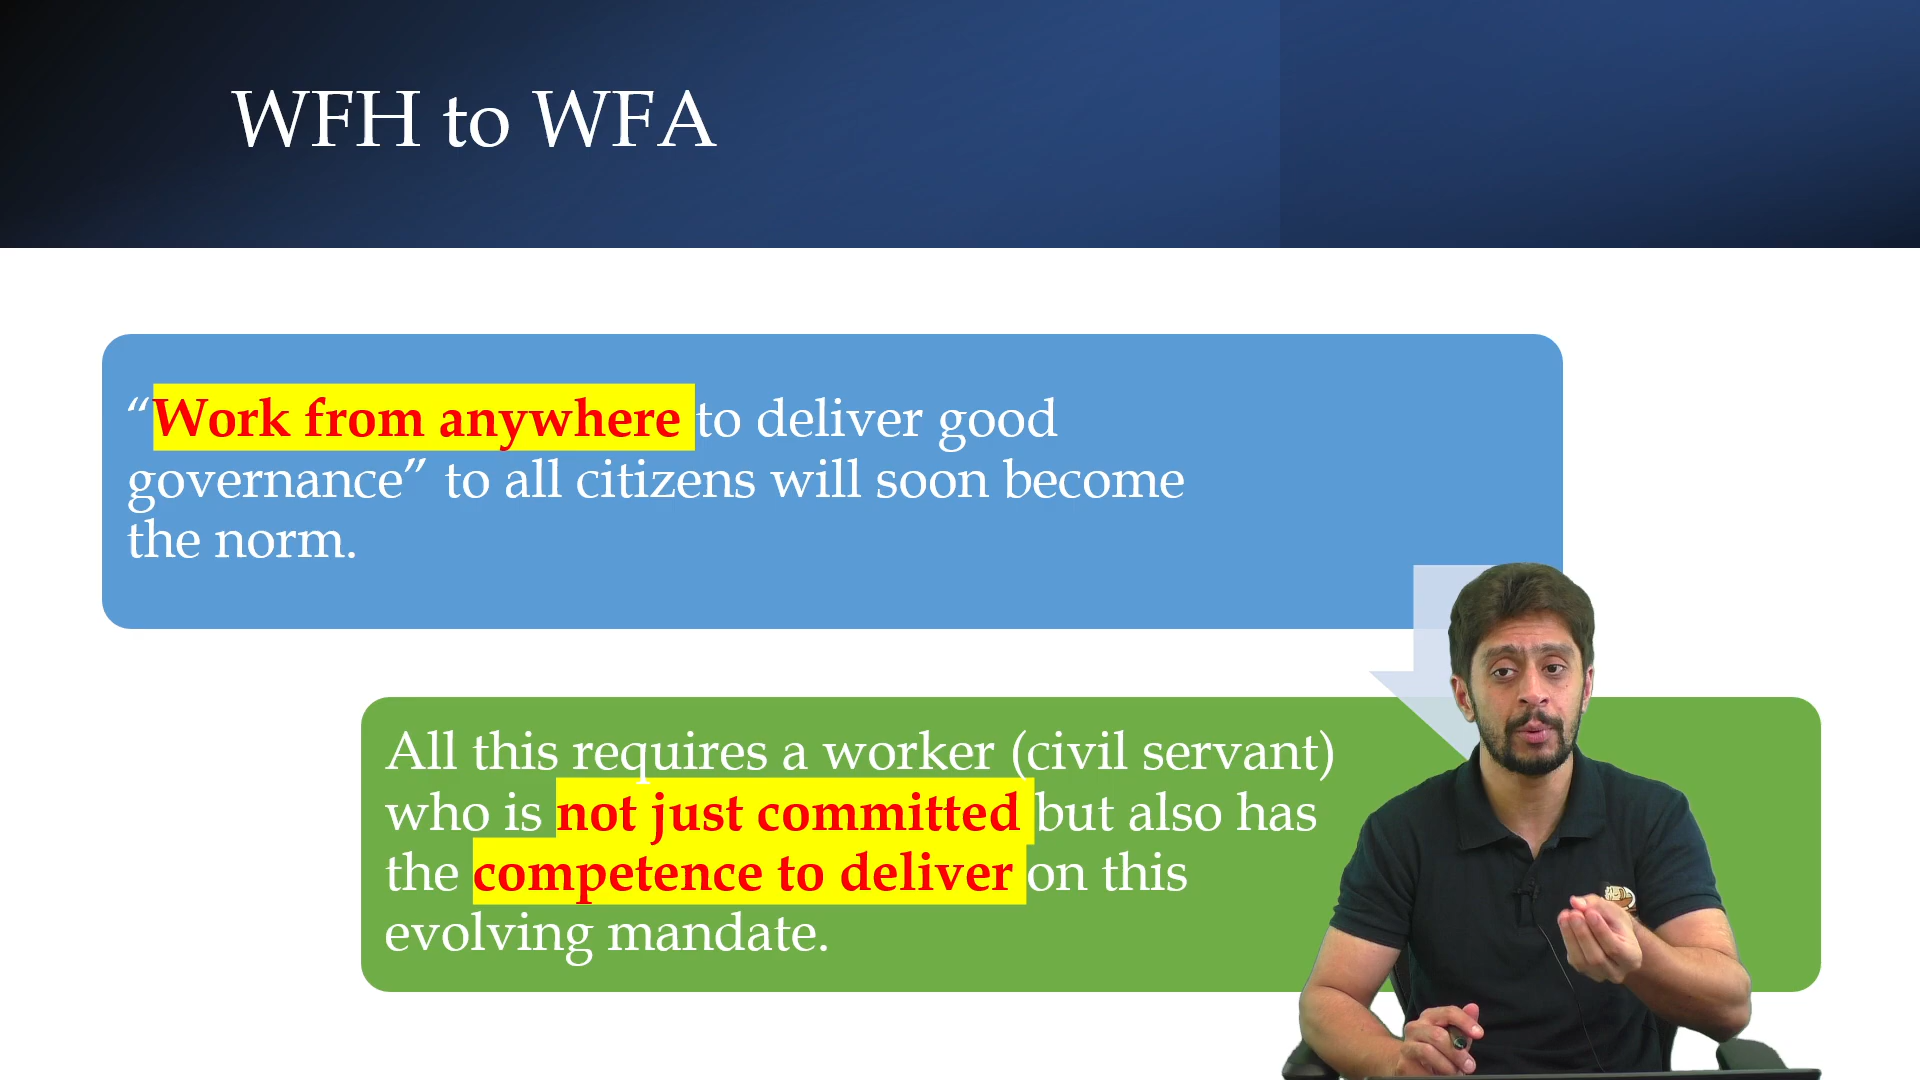 WFH to WFA
“Work from anywhere to deliver good
governance” to all citizens will soon become
the norm.
All this requires a worker (civil servant)
who is not just committed but also has
the competence to deliver on this
evolving mandate.